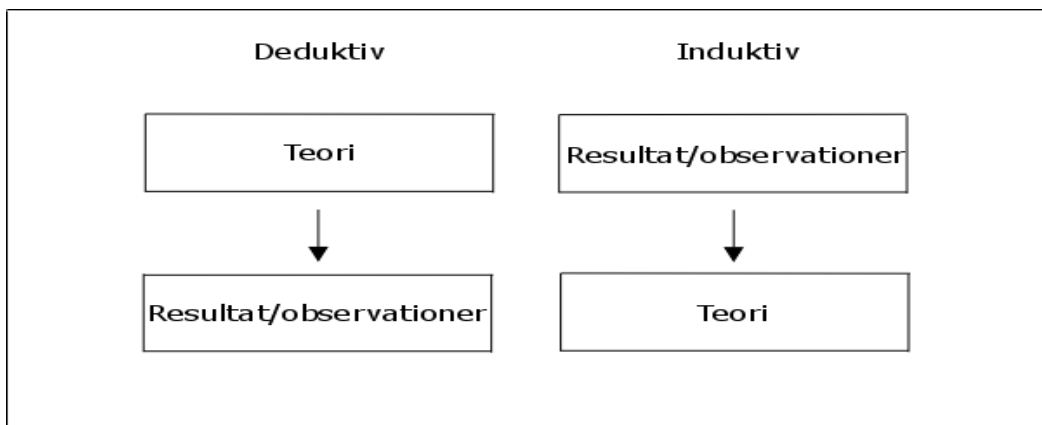 Deduktiv
Induktiv
Teori
Resultat/observationer
Resultat/observationer
Teori